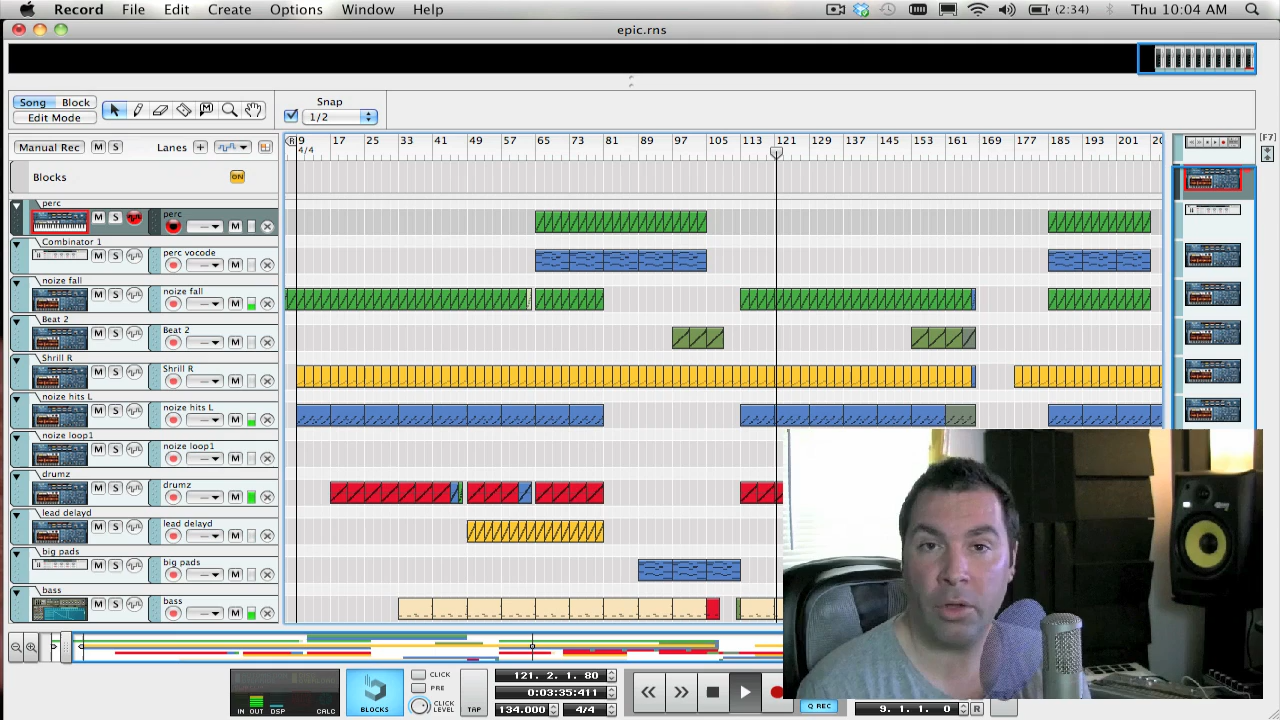 Record File Edit Create Options Window Help (2:34) Thu 10:04 AM
epic.rns
Song Block
Edit Mode
Snap
1/2
[F7]
Manual Rec M S Lanes +
R 9 17 25 33 41 49 57 65 73 81 89 97 105 113 121 129 137 145 153 161 169 177 185 193 201
4/4
Blocks ON
perc
M S perc
M
Combinator 1
M S perc vocode
M
noize fall
M S noize fall
M
Beat 2
M S Beat 2
M
Shrill R
M S Shrill R
M
noize hits L
M S noize hits L
M
noize loop1
M S noize loop1
M
drumz
M S drumz
M
lead delayd
M S lead delayd
M
big pads
M S big pads
M
bass
M S bass
M
IN OUT DSP CALC
BLOCKS
CLICK
PRE
CLICK LEVEL
TAP
121. 2. 1. 80
0:03:35:411
134.000 4/4
Q REC
9. 1. 1. 0 R